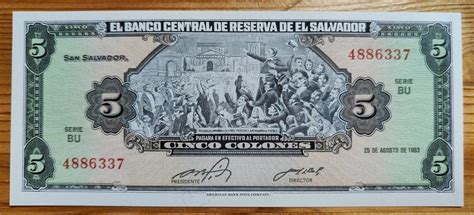 CINCO
CINCO
EL BANCO CENTRAL DE RESERVA DE EL SALVADOR
5
5
SAN SALVADOR,
4886337
SERIE
BU
5
5
PAGARA EN EFECTIVO AL PORTADOR
CINCO COLONES
SERIE
BU
4886337
25 DE AGOSTO DE 1983
PRESIDENTE
DIRECTOR
AMERICAN BANK NOTE COMPANY